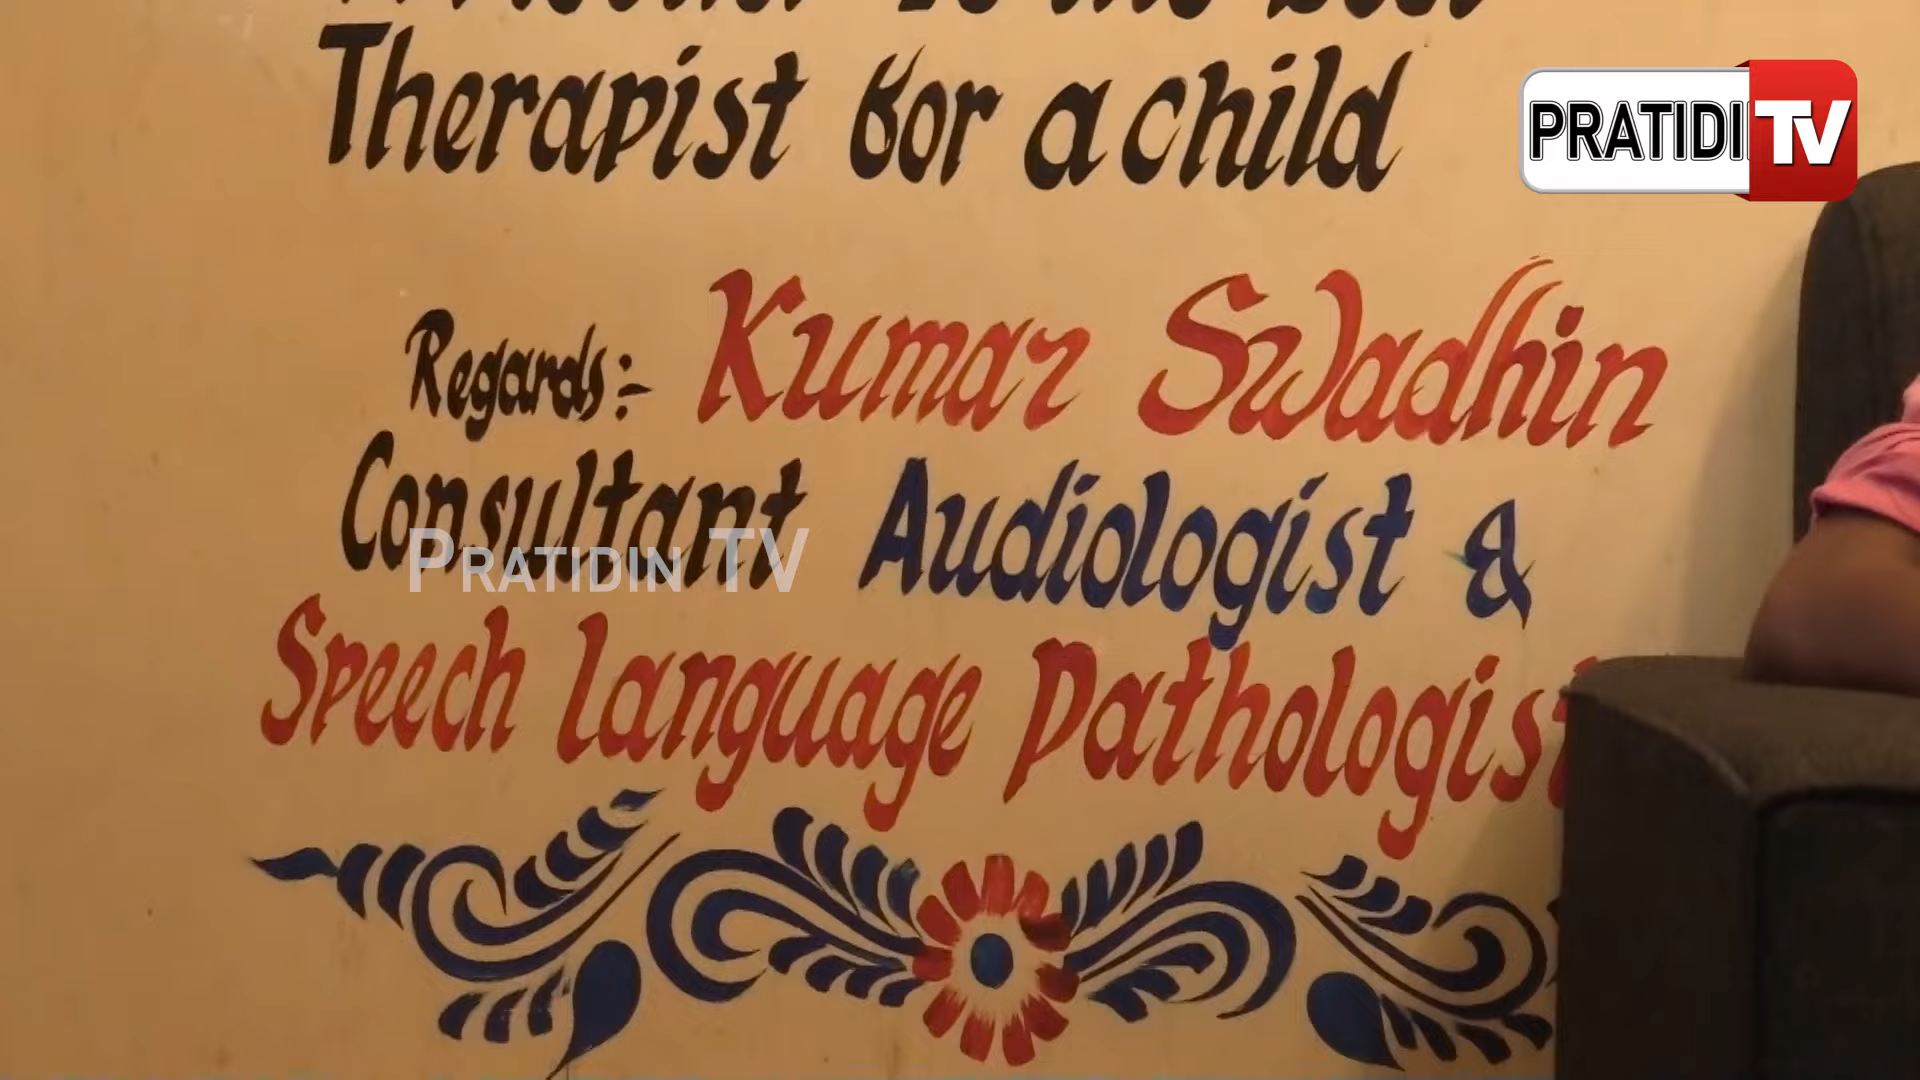 Therapist for a child
PRATIDI TV
Regards:- Kumar Swadhin
Consultant Audiologist &
PRATIDIN TV
Speech Language Pathologist